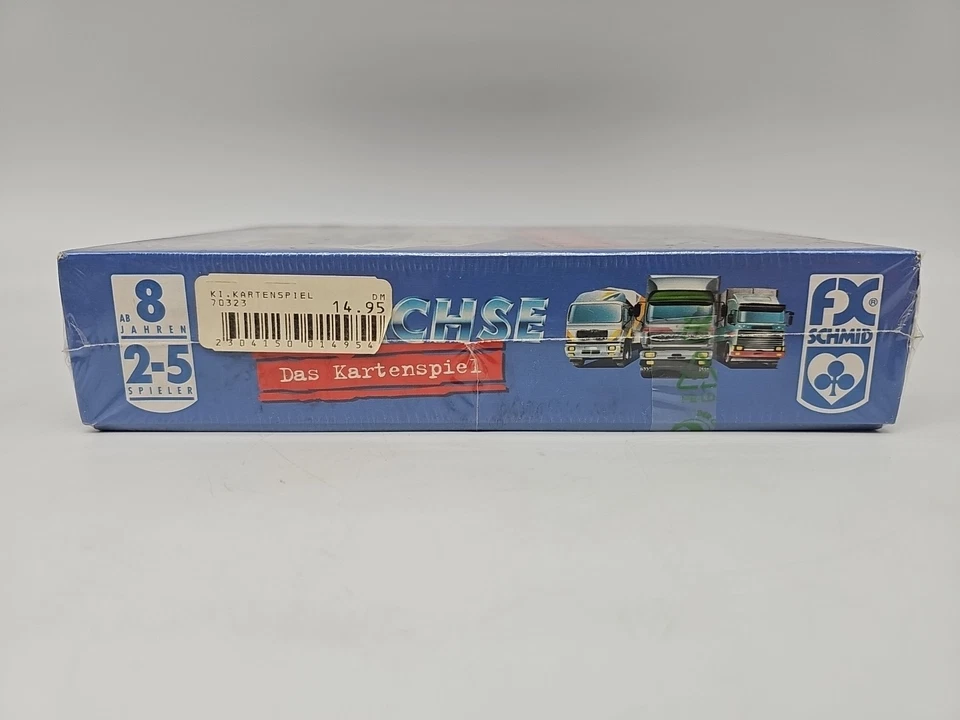 AB 8
JAHREN
2-5
SPIELER
KI.KARTENSPIEL DM
70323 14.95
2304150 014954
CHSE
Das Kartenspiel
FX®
SCHMID